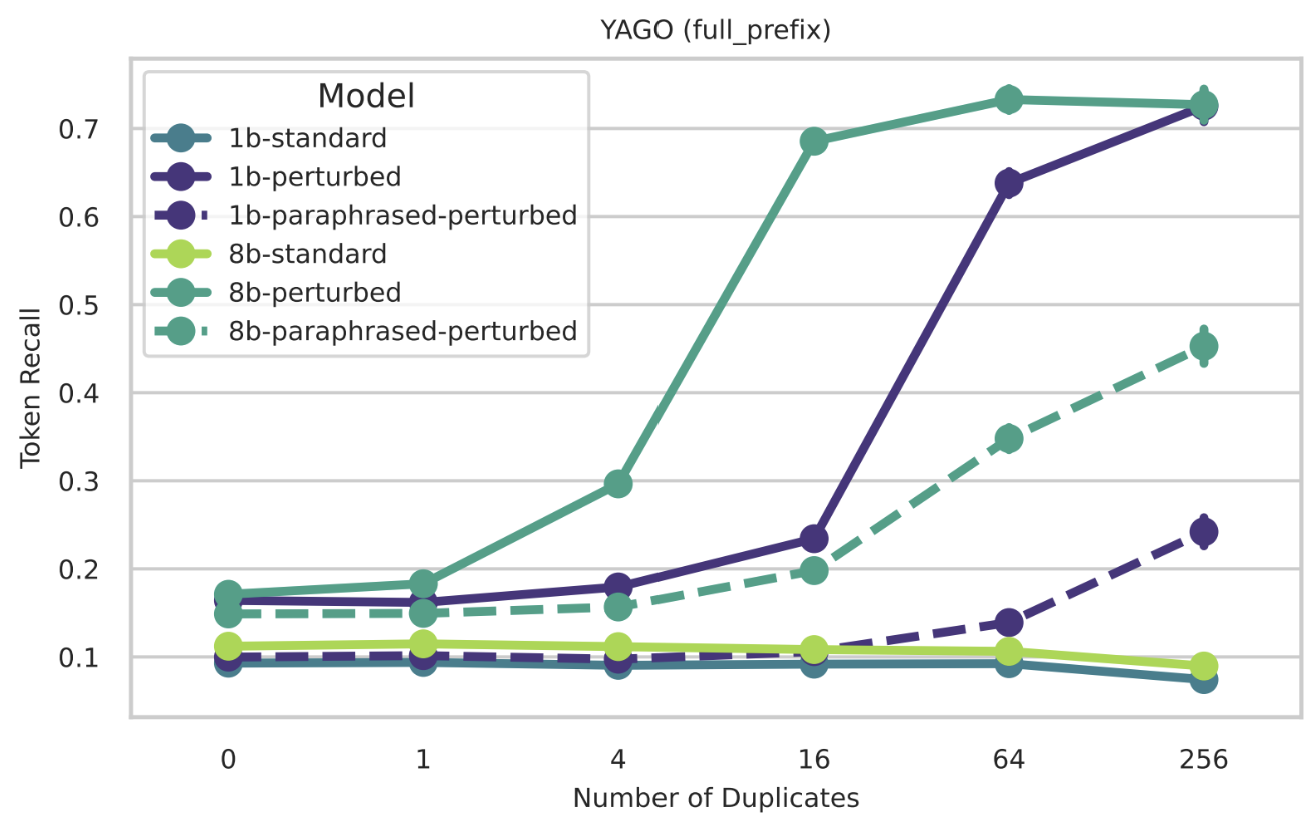 YAGO (full_prefix)
Model
1b-standard
1b-perturbed
1b-paraphrased-perturbed
8b-standard
8b-perturbed
8b-paraphrased-perturbed
Token Recall
0.7
0.6
0.5
0.4
0.3
0.2
0.1
0 1 4 16 64 256
Number of Duplicates